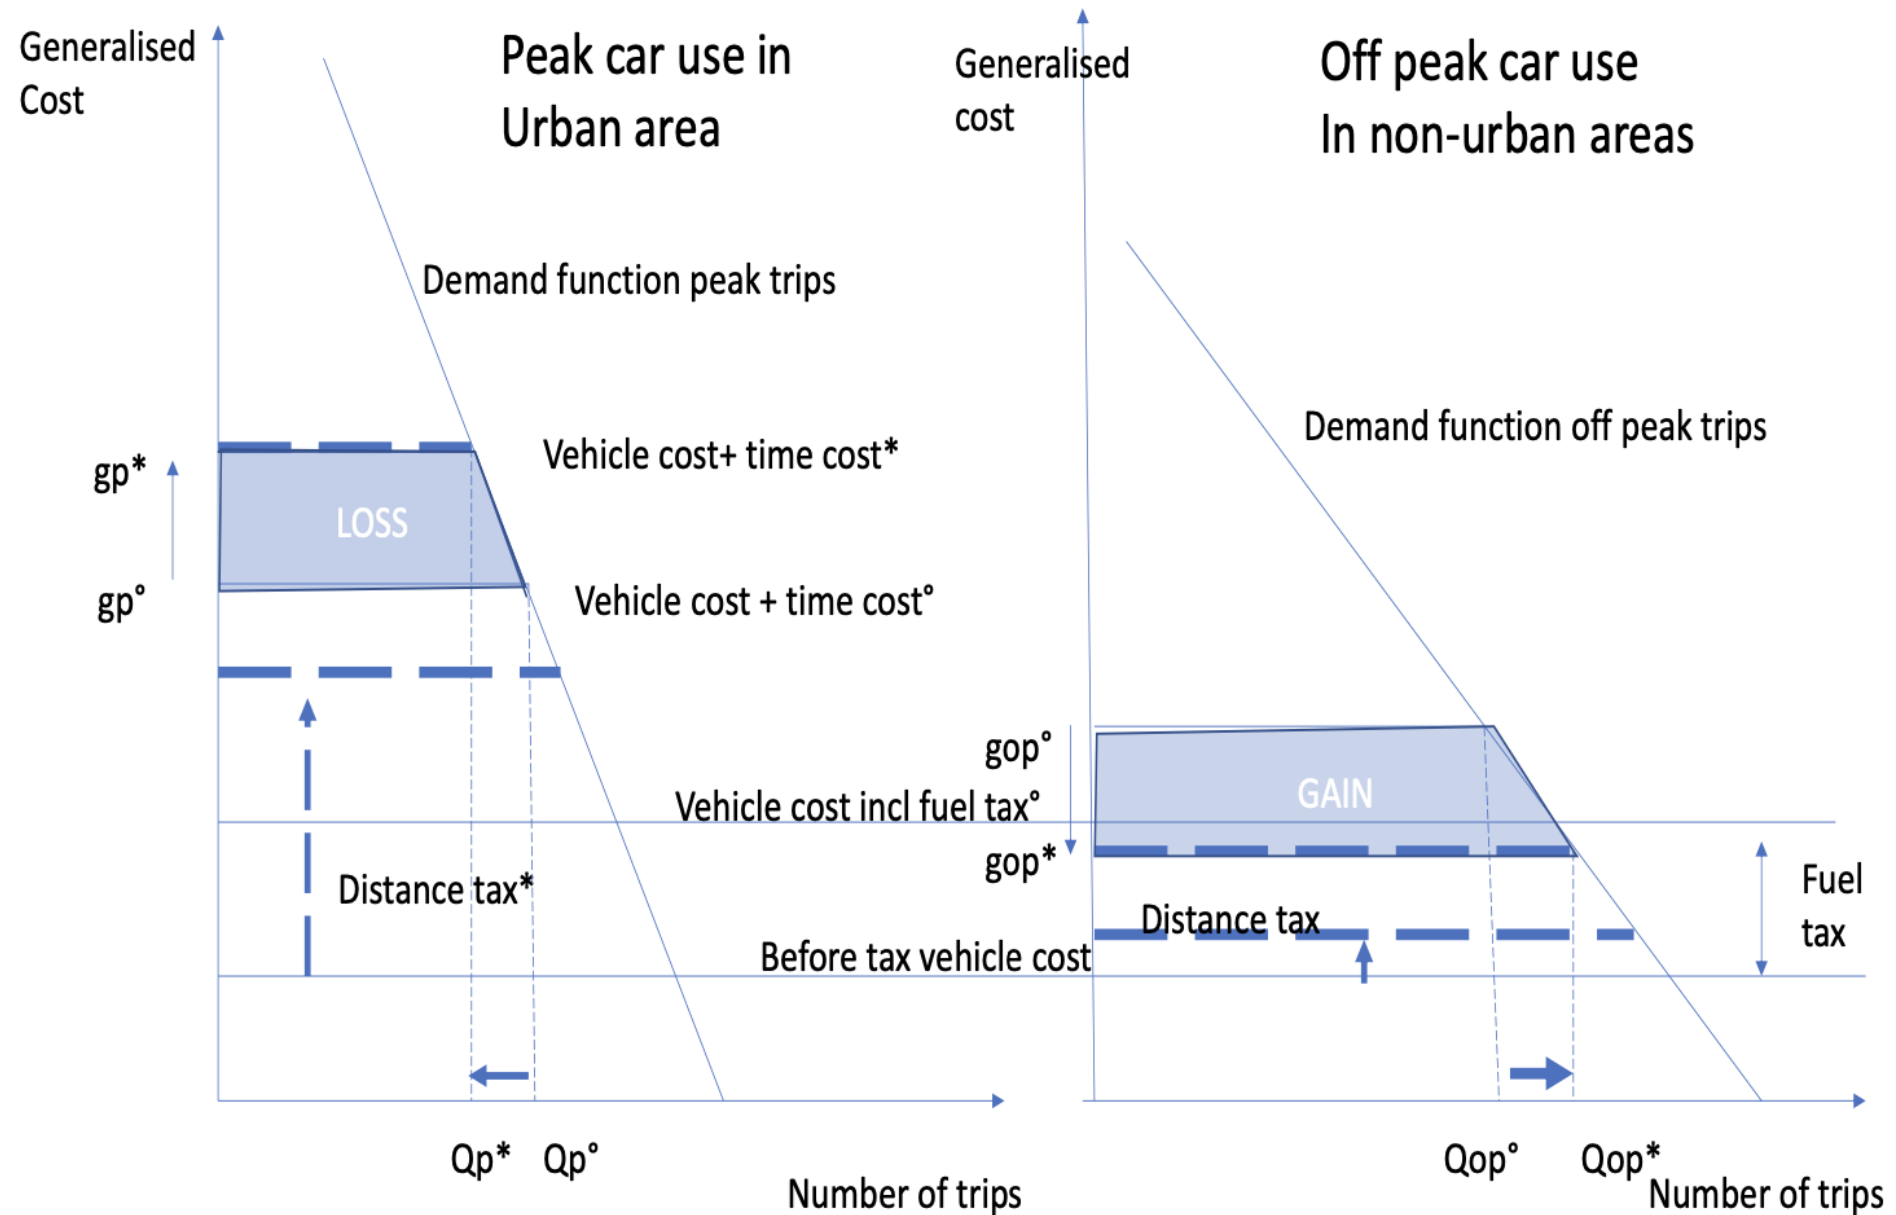 Generalised
Cost
Peak car use in
Urban area
Demand function peak trips
gp*
Vehicle cost+ time cost*
LOSS
gp°
Vehicle cost + time cost°
Distance tax*
Qp*
Qp°
Number of trips
Generalised
cost
Off peak car use
In non-urban areas
Demand function off peak trips
gop°
GAIN
Vehicle cost incl fuel tax°
gop*
Distance tax
Fuel
tax
Before tax vehicle cost
Qop°
Qop*
Number of trips